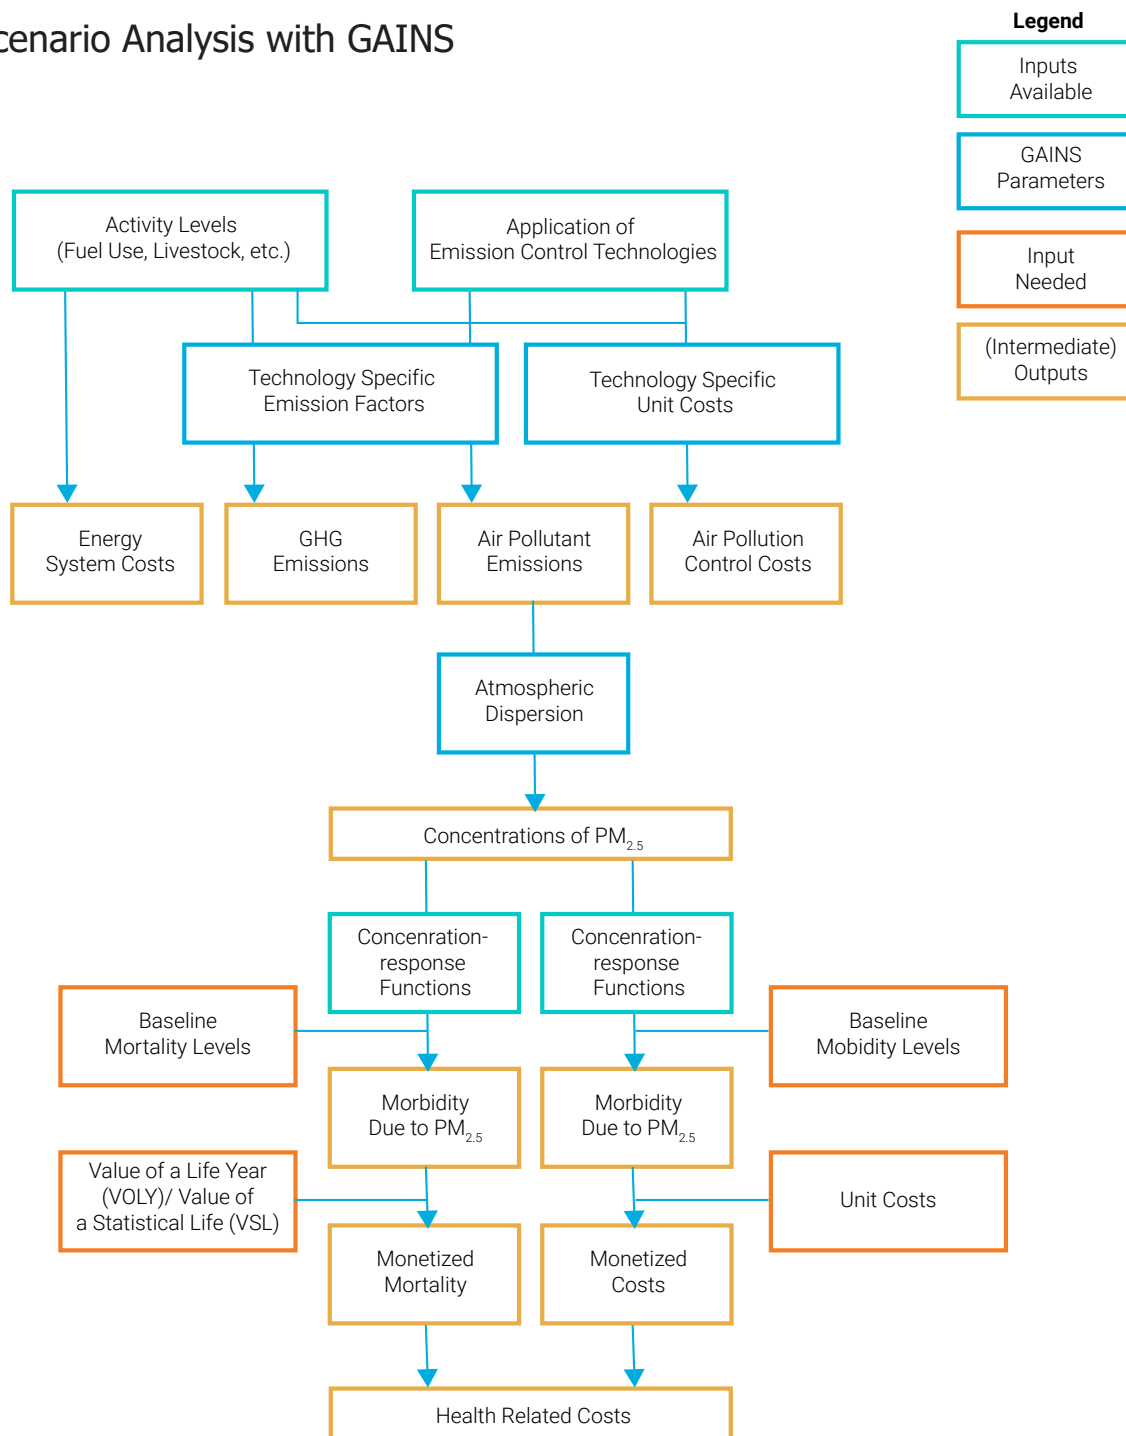 cenario Analysis with GAINS
Legend
Inputs
Available
GAINS
Parameters
Input
Needed
(Intermediate)
Outputs
Activity Levels
(Fuel Use, Livestock, etc.)
Application of
Emission Control Technologies
Technology Specific
Emission Factors
Technology Specific
Unit Costs
Energy
System Costs
GHG
Emissions
Air Pollutant
Emissions
Air Pollution
Control Costs
Atmospheric
Dispersion
Concentrations of PM2.5
Concenration-
response
Functions
Concenration-
response
Functions
Baseline
Mortality Levels
Baseline
Mobidity Levels
Morbidity
Due to PM2.5
Morbidity
Due to PM2.5
Value of a Life Year
(VOLY)/ Value of
a Statistical Life (VSL)
Unit Costs
Monetized
Mortality
Monetized
Costs
Health Related Costs